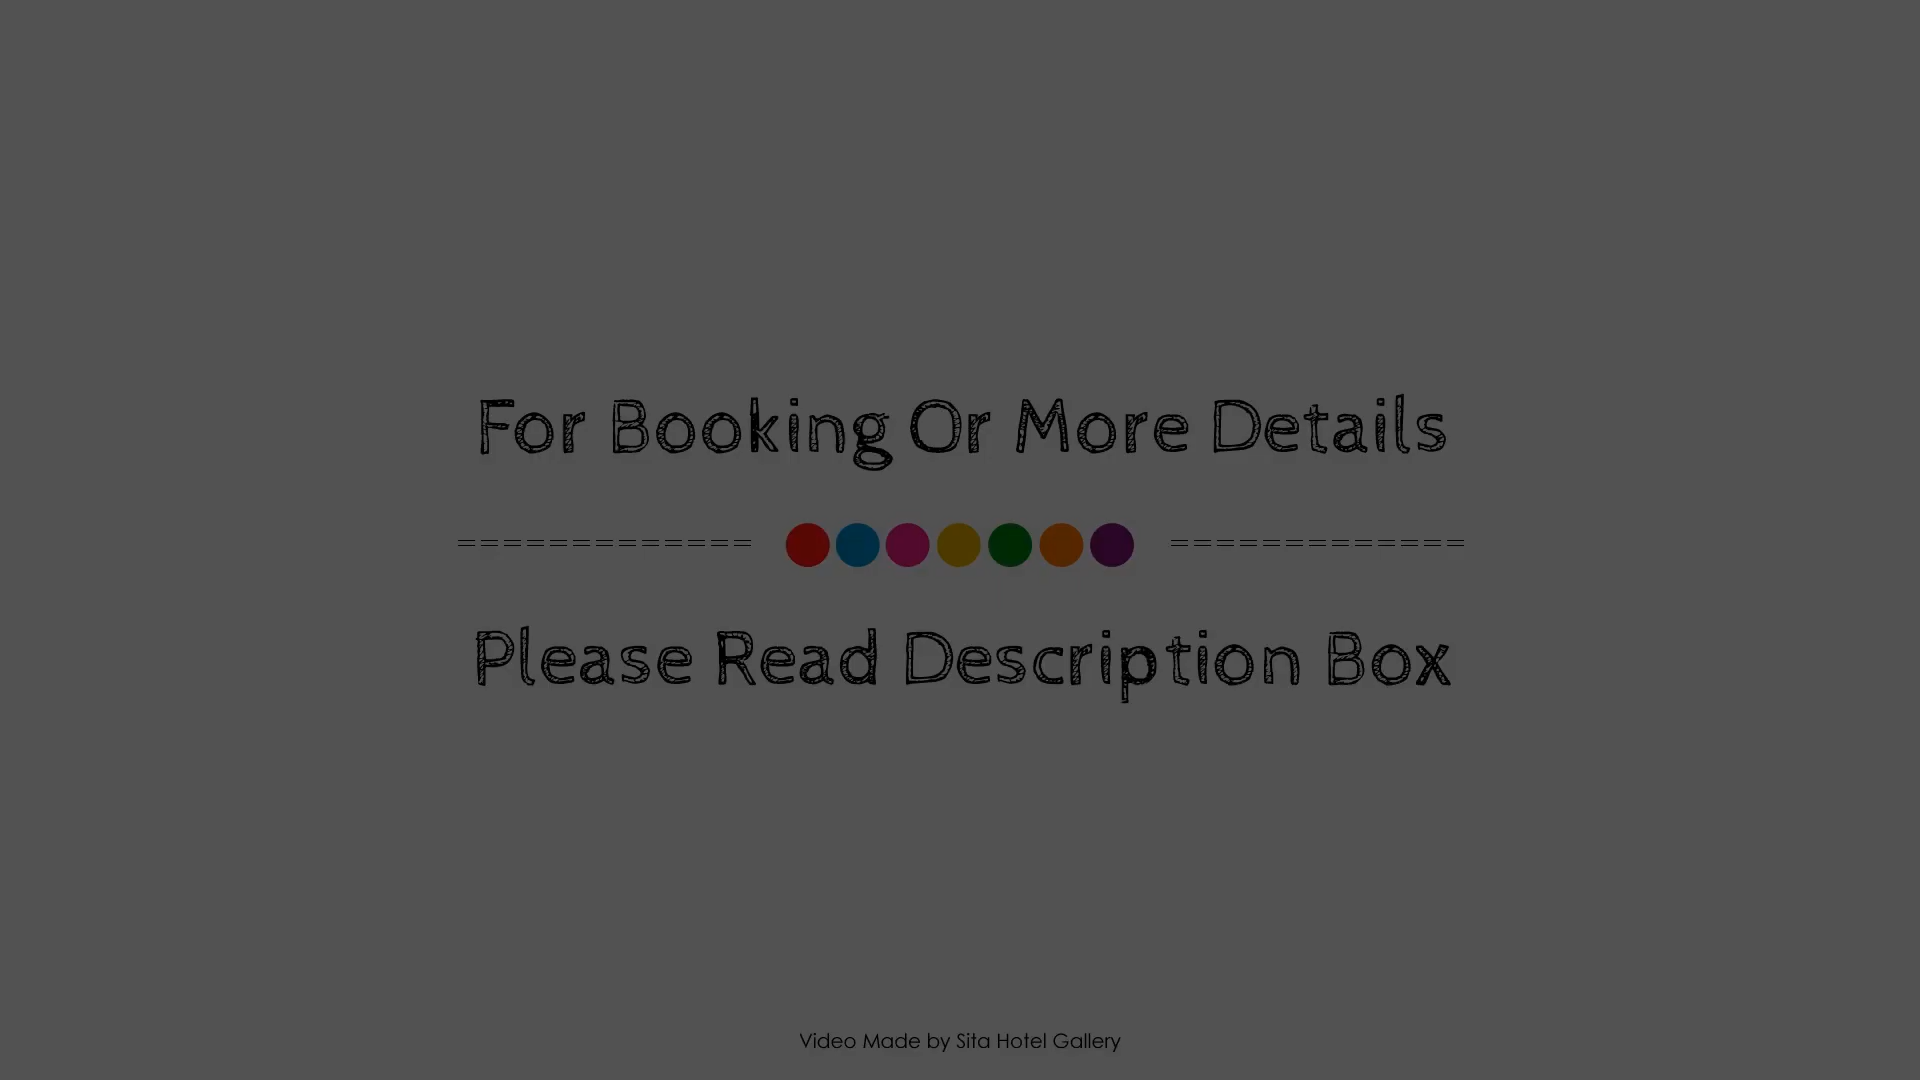 For Booking Or More Details
============= =============
Please Read Description Box
Video Made by Sita Hotel Gallery